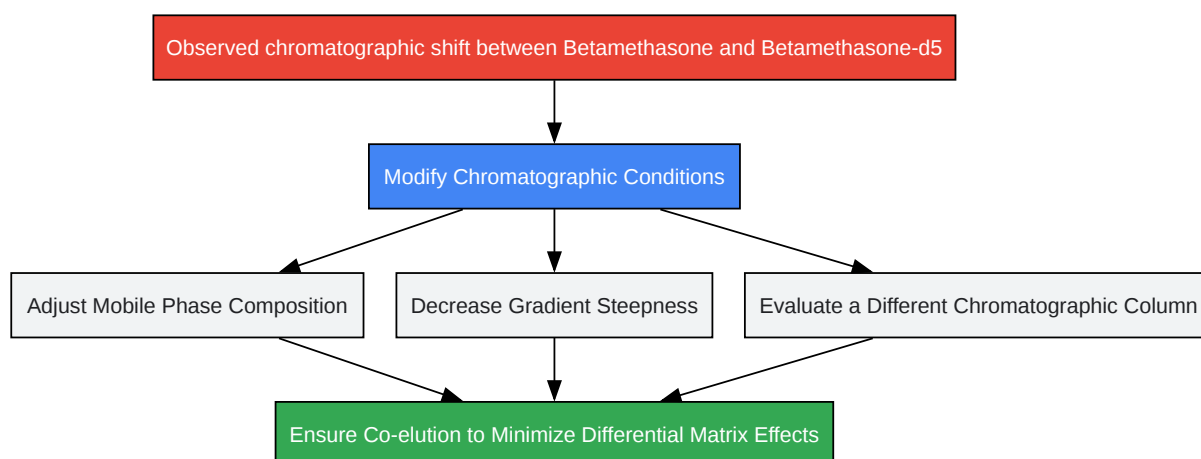 Observed chromatographic shift between Betamethasone and Betamethasone-d5
Modify Chromatographic Conditions
Adjust Mobile Phase Composition
Decrease Gradient Steepness
Evaluate a Different Chromatographic Column
Ensure Co-elution to Minimize Differential Matrix Effects